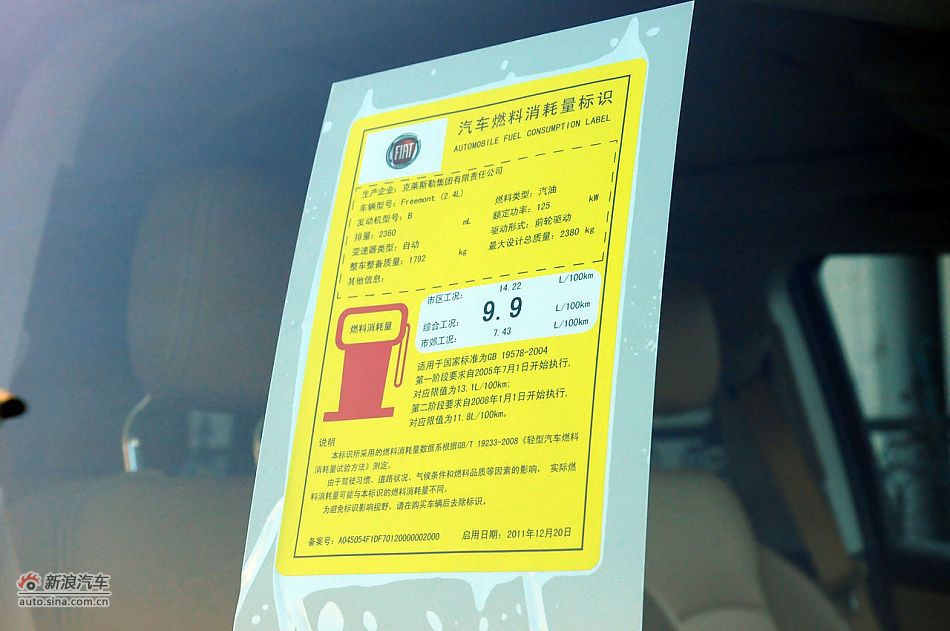 汽车燃料消耗量标识
AUTOMOBILE FUEL CONSUMPTION LABEL
FIAT
生产企业：克莱斯勒集团有限责任公司
车辆型号：Freemont (2.4L)
发动机型号：B 燃料类型：汽油
排量：2360 mL 额定功率：125 kW
变速器类型：自动 驱动形式：前轮驱动
整车整备质量：1792 kg 最大设计总质量：2380 kg
其他信息：
燃料消耗量
市区工况： 14.22 L/100km
综合工况： 9.9 L/100km
市郊工况： 7.43 L/100km
适用于国家标准为GB 19578-2004
第一阶段要求自2005年7月1日开始执行，
对应限值为13.1L/100km；
第二阶段要求自2008年1月1日开始执行，
对应限值为11.8L/100km。
说明
本标识所采用的燃料消耗量数据系根据GB/T 19233-2008《轻型汽车燃料
消耗量试验方法》测定。
由于驾驶习惯、道路状况、气候条件和燃料品质等因素的影响， 实际燃
料消耗量可能与本标识的燃料消耗量不同。
为避免标识影响视野，请在购买车辆后去除标识。
备案号：A045054F1DF70120000002000 启用日期：2011年12月20日
新浪汽车
auto.sina.com.cn